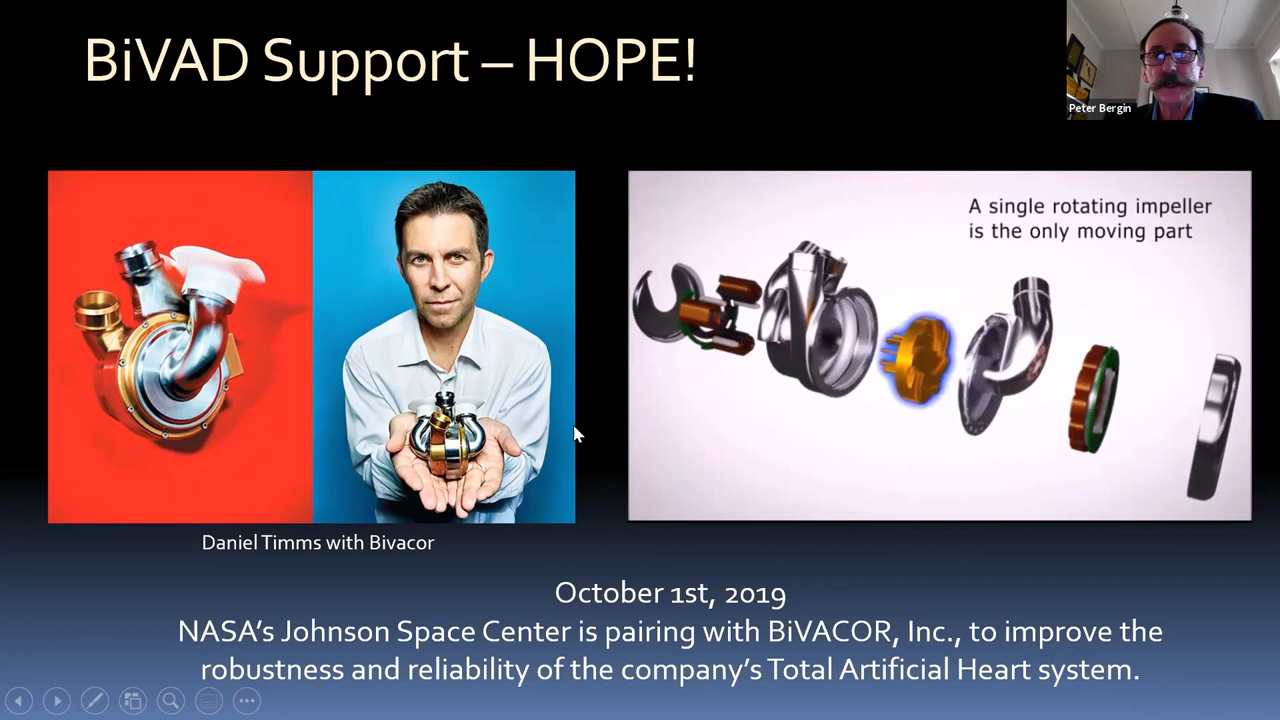 BiVAD Support – HOPE!
Peter Bergin
A single rotating impeller
is the only moving part
Daniel Timms with Bivacor
October 1st, 2019
NASA’s Johnson Space Center is pairing with BiVACOR, Inc., to improve the
robustness and reliability of the company’s Total Artificial Heart system.